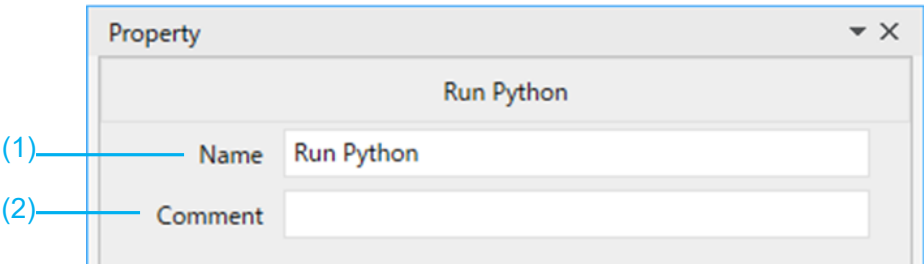 Property
Run Python
(1) Name Run Python
(2) Comment